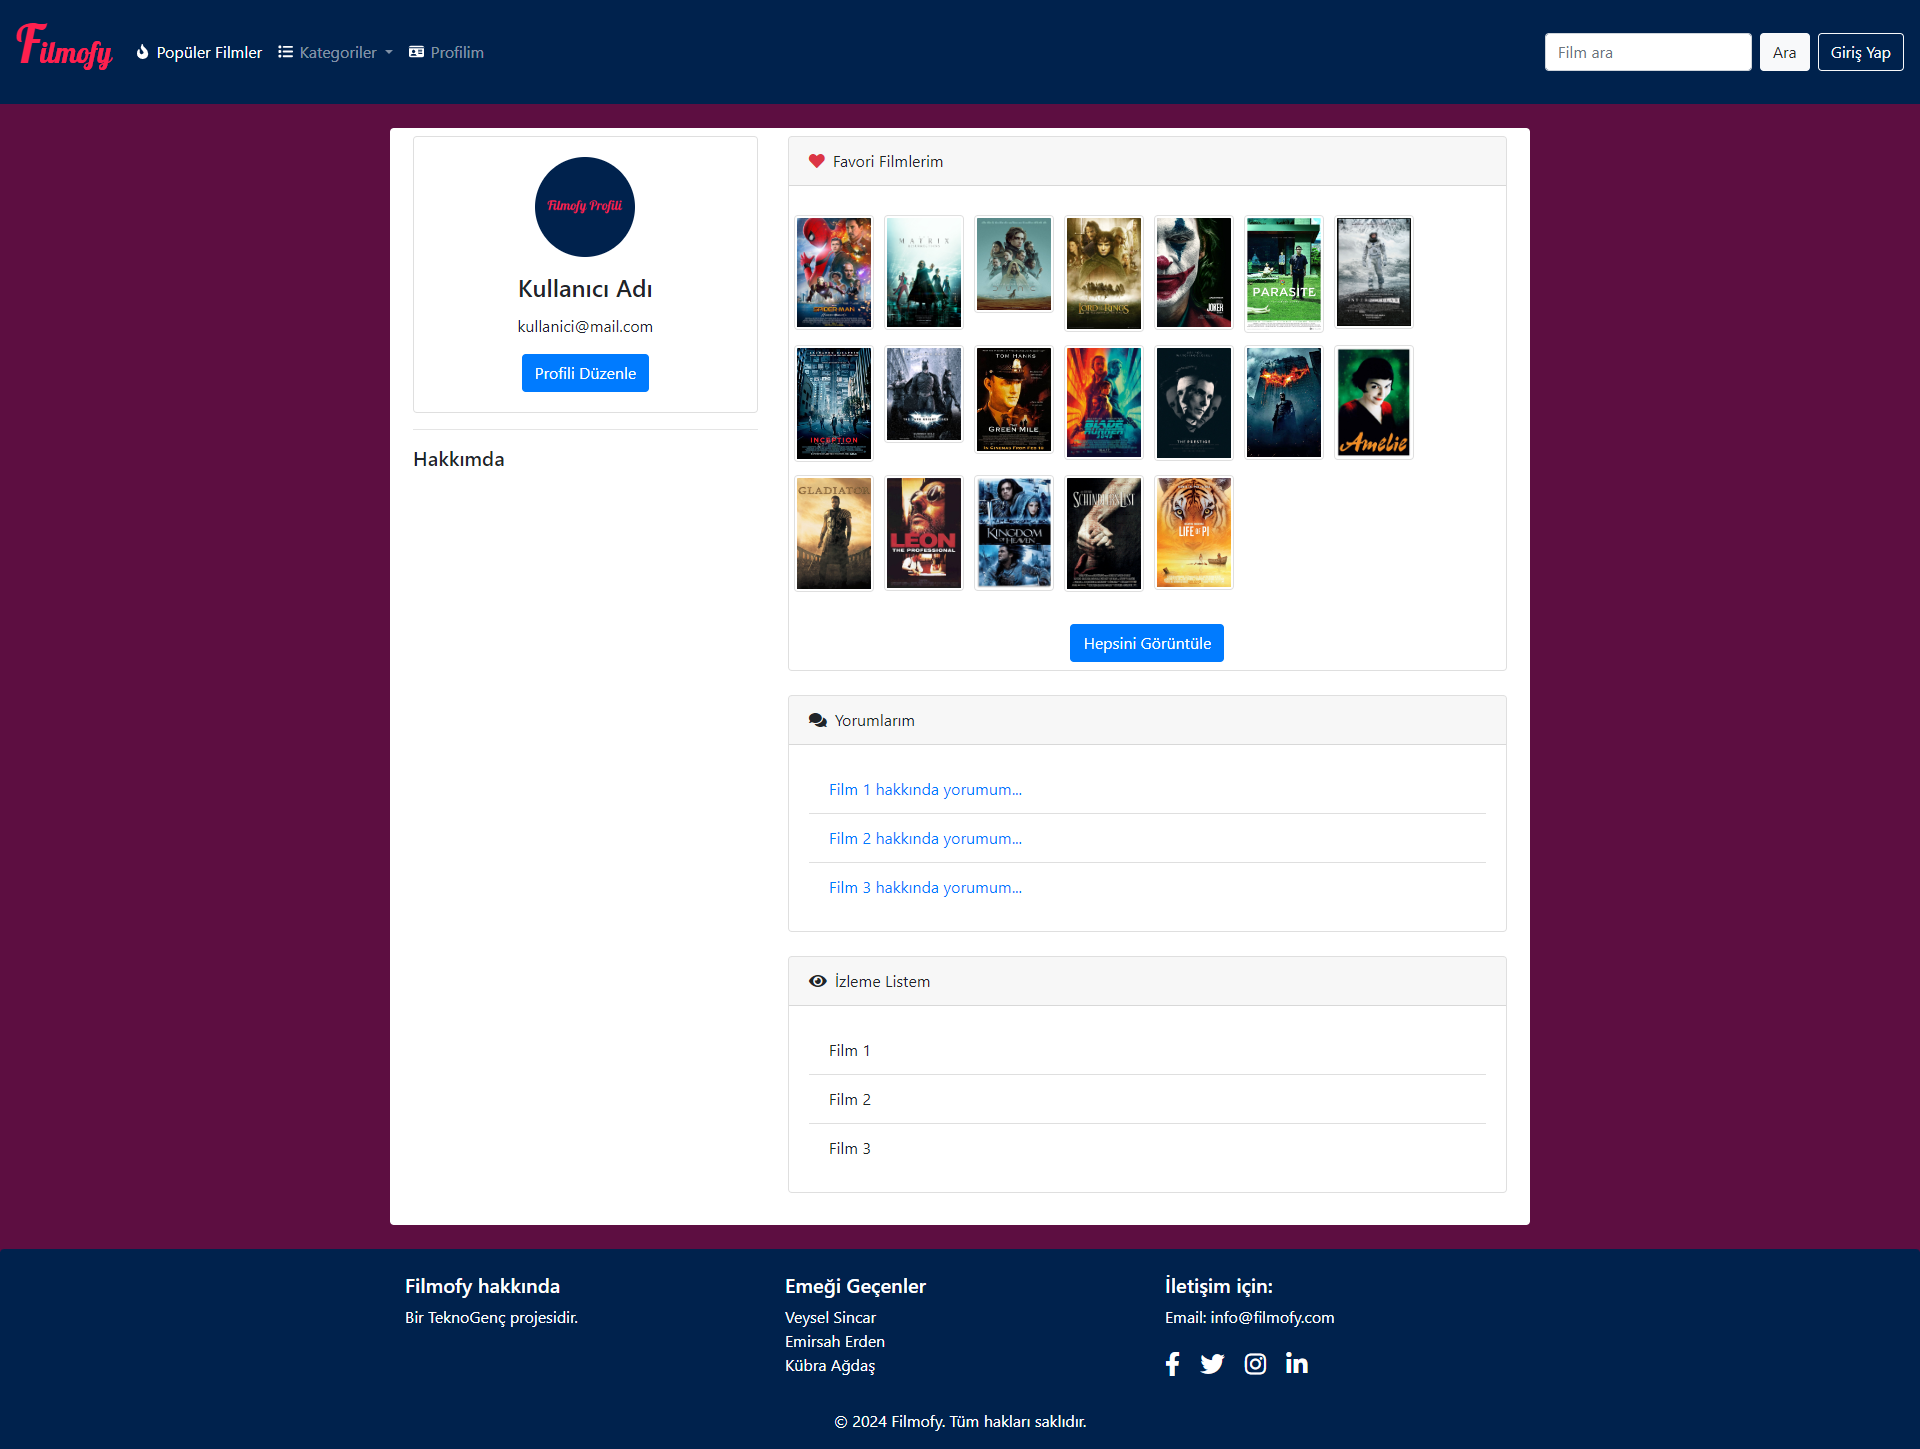 Filmofy
Popüler Filmler
Kategoriler
Profilim
Film ara
Ara
Giriş Yap
Filmofy Profili
Kullanıcı Adı
kullanici@mail.com
Profili Düzenle
Hakkımda
Favori Filmlerim
SPIDER-MAN
MATRIX
LORD OF THE RINGS
JOKER
PARASITE
INCEPTION
TOM HANKS
GREEN MILE
BLADE RUNNER
THE PRESTIGE
Amelie
GLADIATOR
LEON
THE PROFESSIONAL
KINGDOM OF HEAVEN
SCHINDLER'S LIST
LIFE OF PI
Hepsini Görüntüle
Yorumlarım
Film 1 hakkında yorumum...
Film 2 hakkında yorumum...
Film 3 hakkında yorumum...
İzleme Listem
Film 1
Film 2
Film 3
Filmofy hakkında
Bir TeknoGenç projesidir.
Emeği Geçenler
Veysel Sincar
Emirsah Erden
Kübra Ağdaş
İletişim için:
Email: info@filmofy.com
© 2024 Filmofy. Tüm hakları saklıdır.